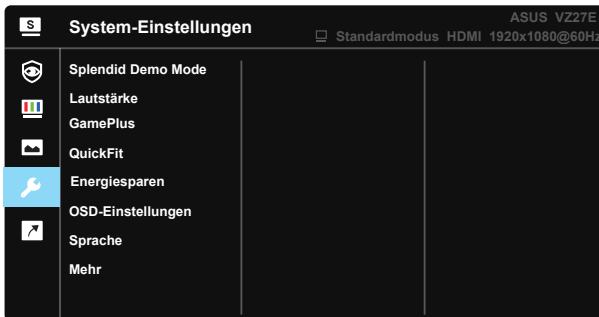 S
System-Einstellungen
ASUS VZ27E
Standardmodus HDMI 1920x1080@60Hz
Splendid Demo Mode
Lautstärke
GamePlus
QuickFit
Energiesparen
OSD-Einstellungen
Sprache
Mehr